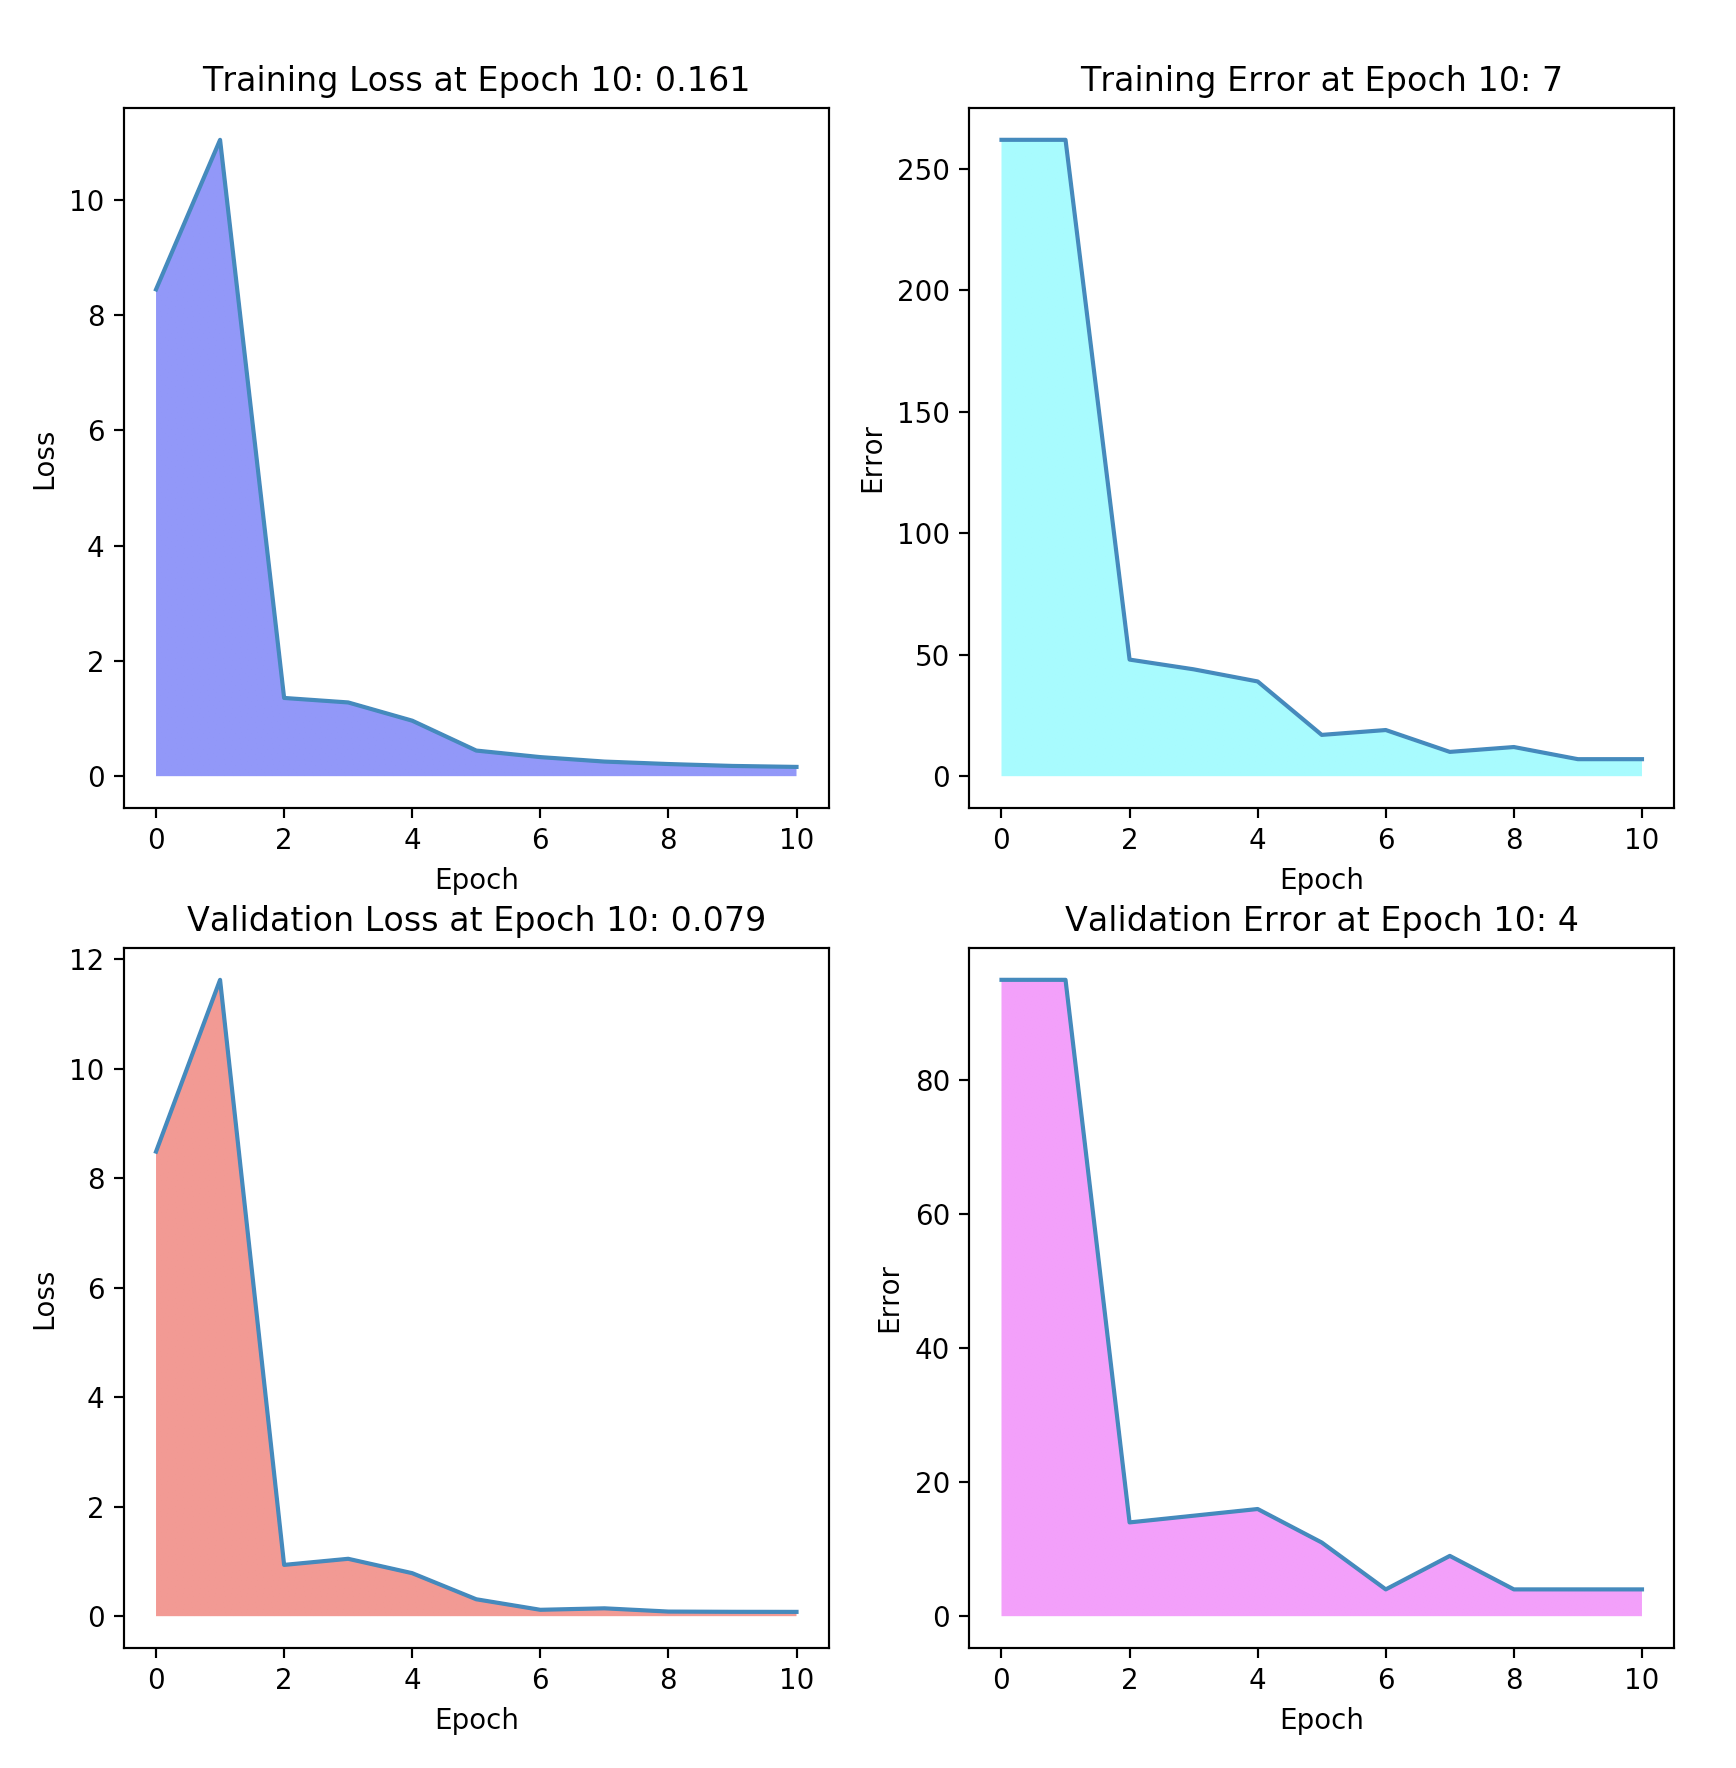 Training Loss at Epoch 10: 0.161
10
8
6
4
2
0
Loss
0 2 4 6 8 10
Epoch
Training Error at Epoch 10: 7
250
200
150
100
50
0
Error
0 2 4 6 8 10
Epoch
Validation Loss at Epoch 10: 0.079
12
10
8
6
4
2
0
Loss
0 2 4 6 8 10
Epoch
Validation Error at Epoch 10: 4
80
60
40
20
0
Error
0 2 4 6 8 10
Epoch